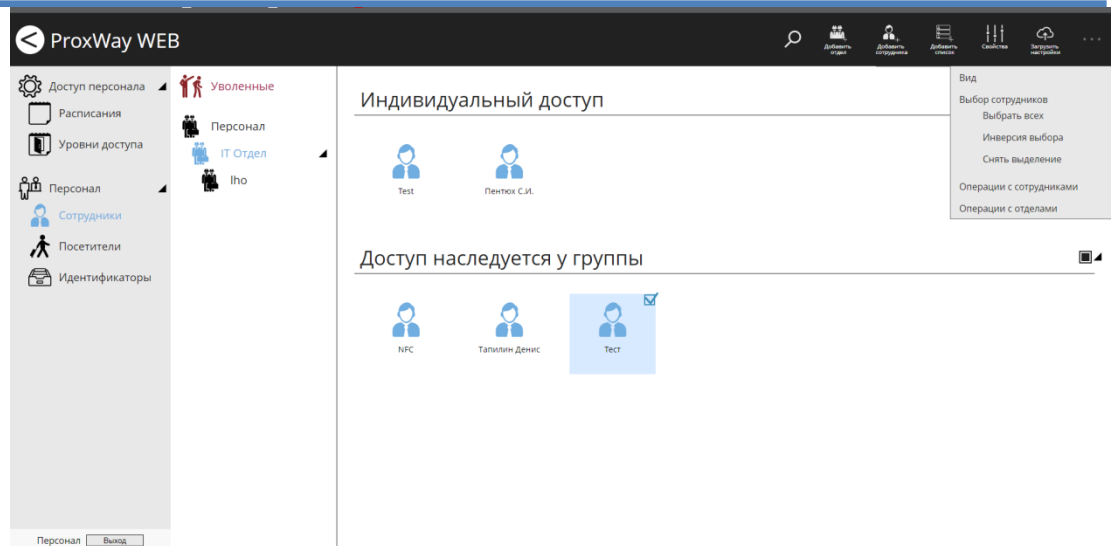 ProxWay WEB
Добавить отдел
Добавить сотрудника
Добавить список
Свойства
Загрузить настройки
Доступ персонала
Расписания
Уровни доступа
Персонал
Сотрудники
Посетители
Идентификаторы
Персонал
Выход
Уволенные
Персонал
IT Отдел
Iho
Индивидуальный доступ
Test
Пентюх С.И.
Доступ наследуется у группы
NFC
Тапилин Денис
Тест
Вид
Выбор сотрудников
Выбрать всех
Инверсия выбора
Снять выделение
Операции с сотрудниками
Операции с отделами